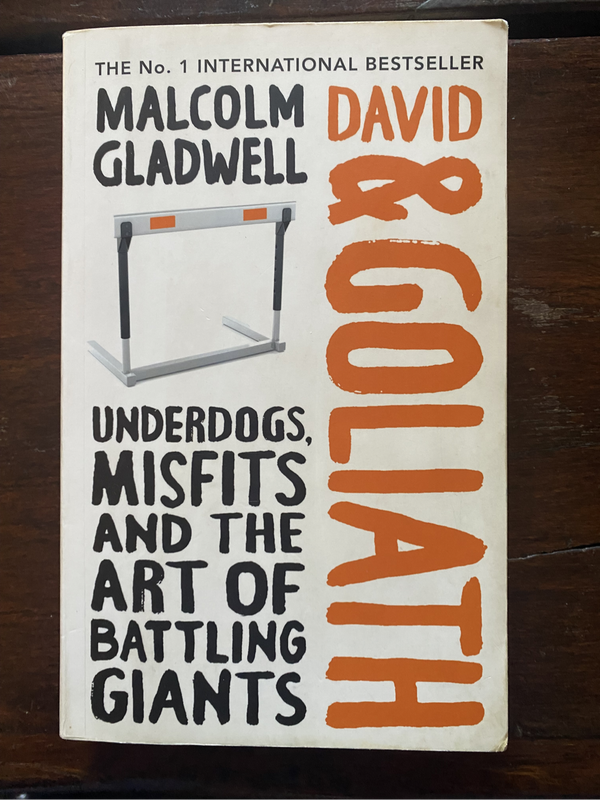 THE No. 1 INTERNATIONAL BESTSELLER
MALCOLM
GLADWELL
DAVID
& GOLIATH
UNDERDOGS,
MISFITS
AND THE
ART OF
BATTLING
GIANTS